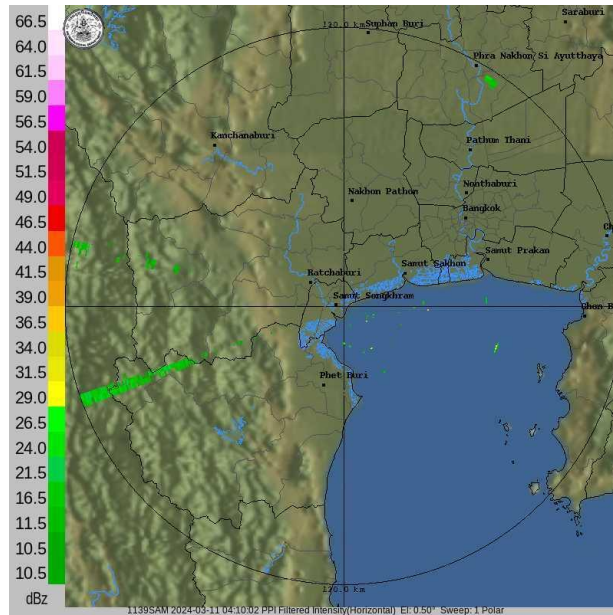 66.5
64.0
61.5
59.0
56.5
54.0
51.5
49.0
46.5
44.0
41.5
39.0
36.5
34.0
31.5
29.0
26.5
24.0
21.5
16.5
11.5
10.5
10.5
dBz
120.0 km
Suphan Buri
Saraburi
Phra Nakhon/Si Ayutthaya
Kanchanaburi
Pathum Thani
Nakhon Pathom
Nonthaburi
Bangkok
Samut Prakan
Samut Sakhon
Ratchaburi
Samut Songkhram
Chon B
Phet Buri
120.0 km
1139SAM 2024-03-11 04:10:02 PPI Filtered Intensity(Horizontal) El: 0.50° Sweep: 1 Polar